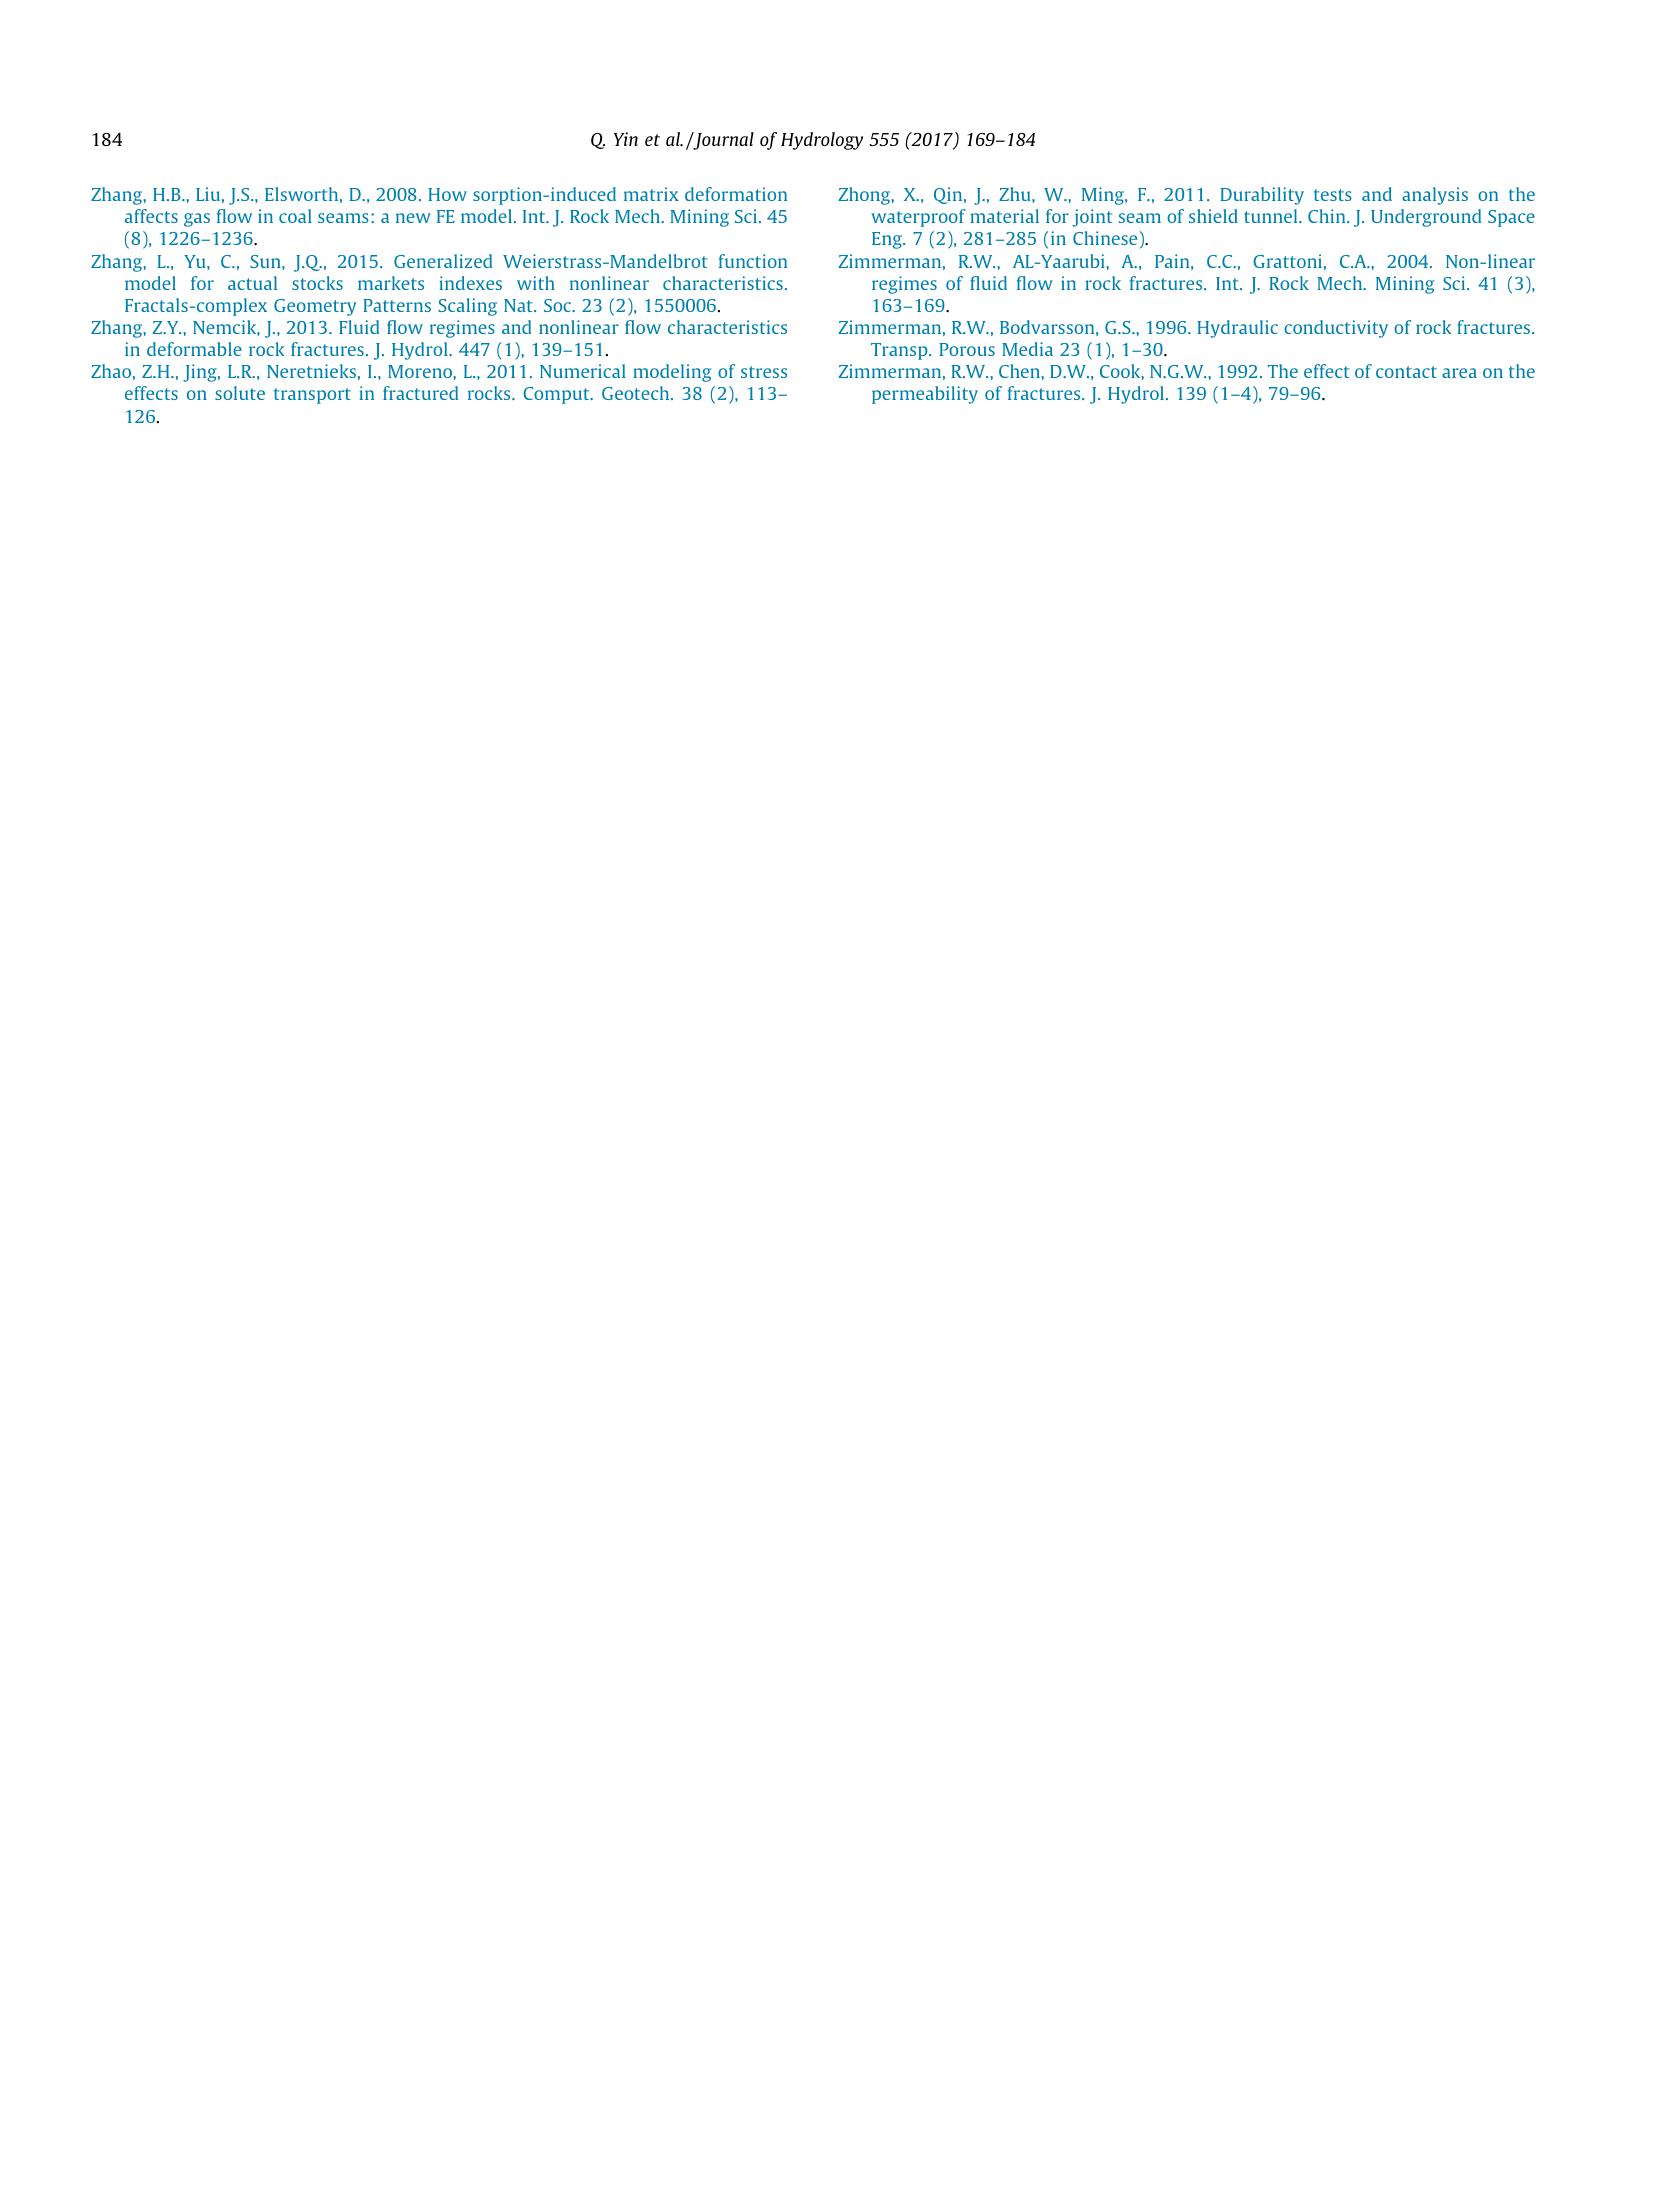 184
Q. Yin et al./Journal of Hydrology 555 (2017) 169–184
Zhang, H.B., Liu, J.S., Elsworth, D., 2008. How sorption-induced matrix deformation
affects gas flow in coal seams: a new FE model. Int. J. Rock Mech. Mining Sci. 45
(8), 1226–1236.
Zhang, L., Yu, C., Sun, J.Q., 2015. Generalized Weierstrass-Mandelbrot function
model for actual stocks markets indexes with nonlinear characteristics.
Fractals-complex Geometry Patterns Scaling Nat. Soc. 23 (2), 1550006.
Zhang, Z.Y., Nemcik, J., 2013. Fluid flow regimes and nonlinear flow characteristics
in deformable rock fractures. J. Hydrol. 447 (1), 139–151.
Zhao, Z.H., Jing, L.R., Neretnieks, I., Moreno, L., 2011. Numerical modeling of stress
effects on solute transport in fractured rocks. Comput. Geotech. 38 (2), 113–
126.
Zhong, X., Qin, J., Zhu, W., Ming, F., 2011. Durability tests and analysis on the
waterproof material for joint seam of shield tunnel. Chin. J. Underground Space
Eng. 7 (2), 281–285 (in Chinese).
Zimmerman, R.W., AL-Yaarubi, A., Pain, C.C., Grattoni, C.A., 2004. Non-linear
regimes of fluid flow in rock fractures. Int. J. Rock Mech. Mining Sci. 41 (3),
163–169.
Zimmerman, R.W., Bodvarsson, G.S., 1996. Hydraulic conductivity of rock fractures.
Transp. Porous Media 23 (1), 1–30.
Zimmerman, R.W., Chen, D.W., Cook, N.G.W., 1992. The effect of contact area on the
permeability of fractures. J. Hydrol. 139 (1–4), 79–96.